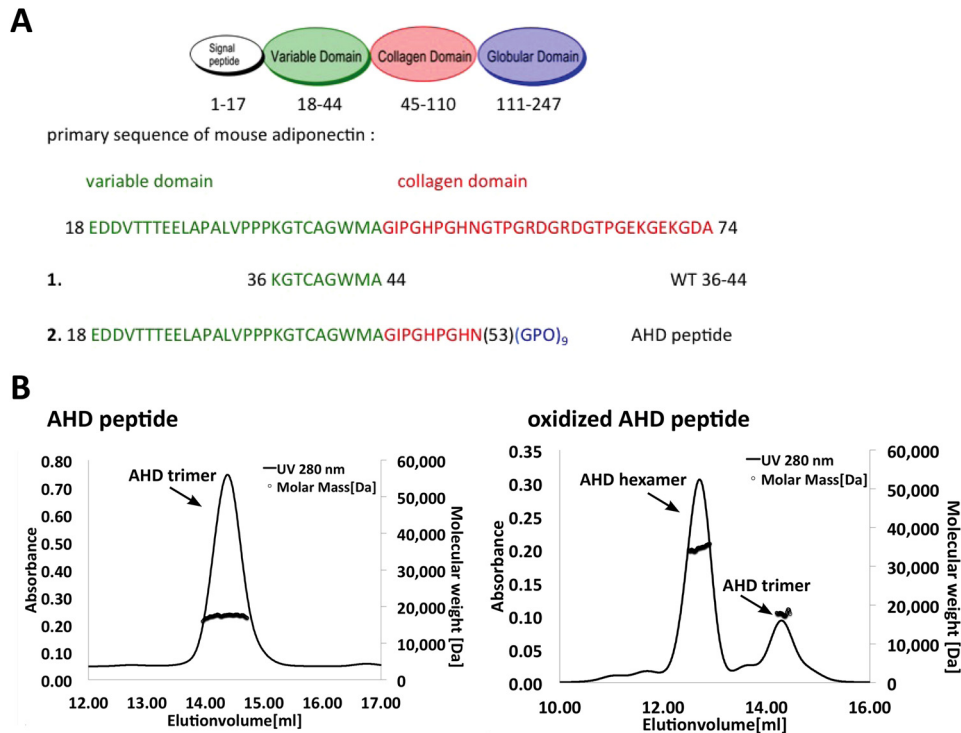 A
Signal peptide
Variable Domain
Collagen Domain
Globular Domain
1-17 18-44 45-110 111-247
primary sequence of mouse adiponectin :
variable domain collagen domain
18 EDDVTTTEELAPALVPPPKGTCAGWMAGIPGHPGHNGTPGRDGRDGTPGEKGEKGDA 74
1. 36 KGTCAGWMA 44 WT 36-44
2. 18 EDDVTTTEELAPALVPPPKGTCAGWMAGIPGHPGHN(53)(GPO)9 AHD peptide
B
AHD peptide
AHD trimer
UV 280 nm
Molar Mass[Da]
Absorbance
0.80
0.70
0.60
0.50
0.40
0.30
0.20
0.10
0.00
60,000
50,000
40,000
30,000
20,000
10,000
0
Molecular weight [Da]
12.00 13.00 14.00 15.00 16.00 17.00
Elutionvolume[ml]
oxidized AHD peptide
AHD hexamer
AHD trimer
UV 280 nm
Molar Mass[Da]
Absorbance
0.35
0.30
0.25
0.20
0.15
0.10
0.05
0.00
60,000
50,000
40,000
30,000
20,000
10,000
0
Molecular weight [Da]
10.00 12.00 14.00 16.00
Elutionvolume[ml]